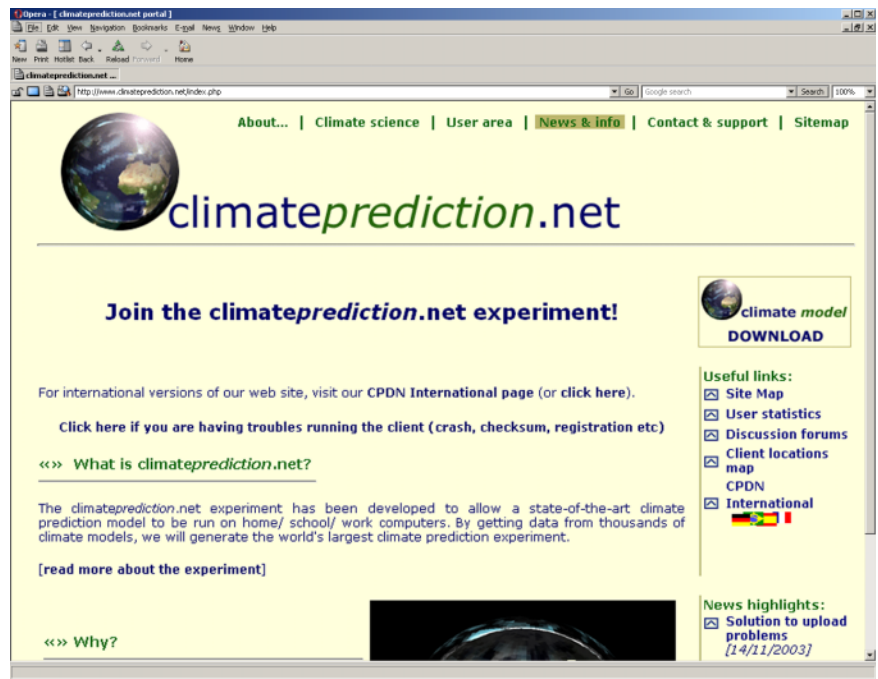 Opera - [ climateprediction.net portal ]
File Edit View Navigation Bookmarks E-mail News Window Help
New Print Hotlist Back Reload Forward Home
climateprediction.net ...
http://www.climateprediction.net/index.php Go Google search Search 100%
About... | Climate science | User area | News & info | Contact & support | Sitemap
climateprediction.net
Join the climateprediction.net experiment!
climate model
DOWNLOAD
For international versions of our web site, visit our CPDN International page (or click here).
Click here if you are having troubles running the client (crash, checksum, registration etc)
«» What is climateprediction.net?
The climateprediction.net experiment has been developed to allow a state-of-the-art climate
prediction model to be run on home/ school/ work computers. By getting data from thousands of
climate models, we will generate the world's largest climate prediction experiment.
[read more about the experiment]
«» Why?
Useful links:
Site Map
User statistics
Discussion forums
Client locations
map
CPDN
International
News highlights:
Solution to upload
problems
[14/11/2003]